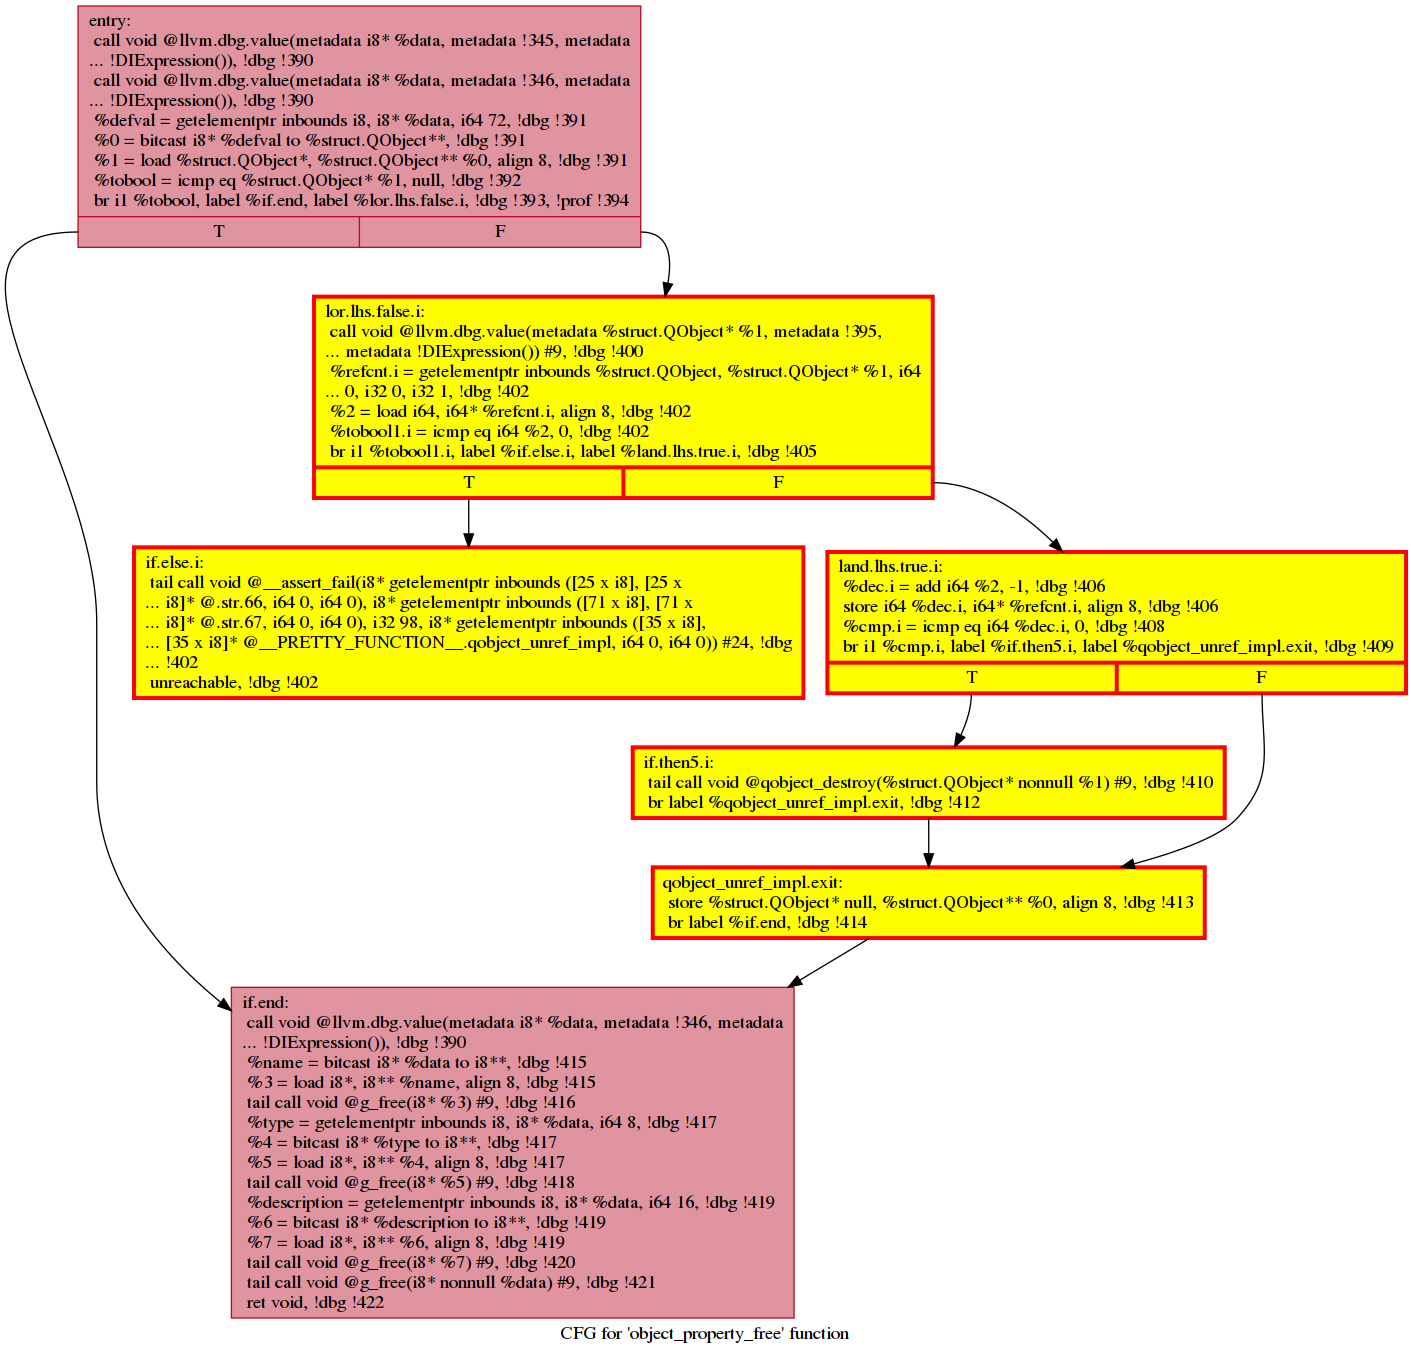 entry:
call void @llvm.dbg.value(metadata i8* %data, metadata !345, metadata
... !DIExpression()), !dbg !390
call void @llvm.dbg.value(metadata i8* %data, metadata !346, metadata
... !DIExpression()), !dbg !390
%defval = getelementptr inbounds i8, i8* %data, i64 72, !dbg !391
%0 = bitcast i8* %defval to %struct.QObject**, !dbg !391
%1 = load %struct.QObject*, %struct.QObject** %0, align 8, !dbg !391
%tobool = icmp eq %struct.QObject* %1, null, !dbg !392
br i1 %tobool, label %if.end, label %lor.lhs.false.i, !dbg !393, !prof !394
T F
lor.lhs.false.i:
call void @llvm.dbg.value(metadata %struct.QObject* %1, metadata !395,
... metadata !DIExpression()) #9, !dbg !400
%refcnt.i = getelementptr inbounds %struct.QObject, %struct.QObject* %1, i64
... 0, i32 0, i32 1, !dbg !402
%2 = load i64, i64* %refcnt.i, align 8, !dbg !402
%tobool1.i = icmp eq i64 %2, 0, !dbg !402
br i1 %tobool1.i, label %if.else.i, label %land.lhs.true.i, !dbg !405
T F
if.else.i:
tail call void @__assert_fail(i8* getelementptr inbounds ([25 x i8], [25 x
... i8]* @.str.66, i64 0, i64 0), i8* getelementptr inbounds ([71 x i8], [71 x
... i8]* @.str.67, i64 0, i64 0), i32 98, i8* getelementptr inbounds ([35 x i8],
... [35 x i8]* @__PRETTY_FUNCTION__.qobject_unref_impl, i64 0, i64 0)) #24, !dbg
... !402
unreachable, !dbg !402
land.lhs.true.i:
%dec.i = add i64 %2, -1, !dbg !406
store i64 %dec.i, i64* %refcnt.i, align 8, !dbg !406
%cmp.i = icmp eq i64 %dec.i, 0, !dbg !408
br i1 %cmp.i, label %if.then5.i, label %qobject_unref_impl.exit, !dbg !409
T F
if.then5.i:
tail call void @qobject_destroy(%struct.QObject* nonnull %1) #9, !dbg !410
br label %qobject_unref_impl.exit, !dbg !412
qobject_unref_impl.exit:
store %struct.QObject* null, %struct.QObject** %0, align 8, !dbg !413
br label %if.end, !dbg !414
if.end:
call void @llvm.dbg.value(metadata i8* %data, metadata !346, metadata
... !DIExpression()), !dbg !390
%name = bitcast i8* %data to i8**, !dbg !415
%3 = load i8*, i8** %name, align 8, !dbg !415
tail call void @g_free(i8* %3) #9, !dbg !416
%type = getelementptr inbounds i8, i8* %data, i64 8, !dbg !417
%4 = bitcast i8* %type to i8**, !dbg !417
%5 = load i8*, i8** %4, align 8, !dbg !417
tail call void @g_free(i8* %5) #9, !dbg !418
%description = getelementptr inbounds i8, i8* %data, i64 16, !dbg !419
%6 = bitcast i8* %description to i8**, !dbg !419
%7 = load i8*, i8** %6, align 8, !dbg !419
tail call void @g_free(i8* %7) #9, !dbg !420
tail call void @g_free(i8* nonnull %data) #9, !dbg !421
ret void, !dbg !422
CFG for 'object_property_free' function